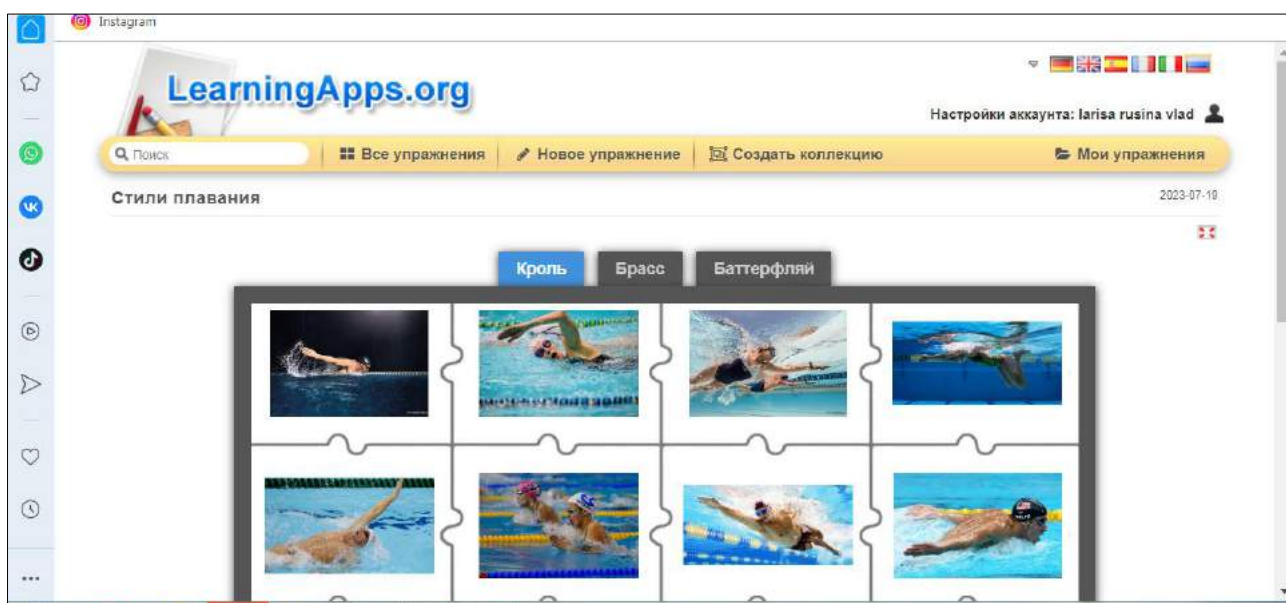 Instagram
LearningApps.org
Настройки аккаунта: larisa rusina vlad
Поиск
Все упражнения
Новое упражнение
Создать коллекцию
Мои упражнения
Стили плавания
2023-07-19
Кроль
Брасс
Баттерфляй